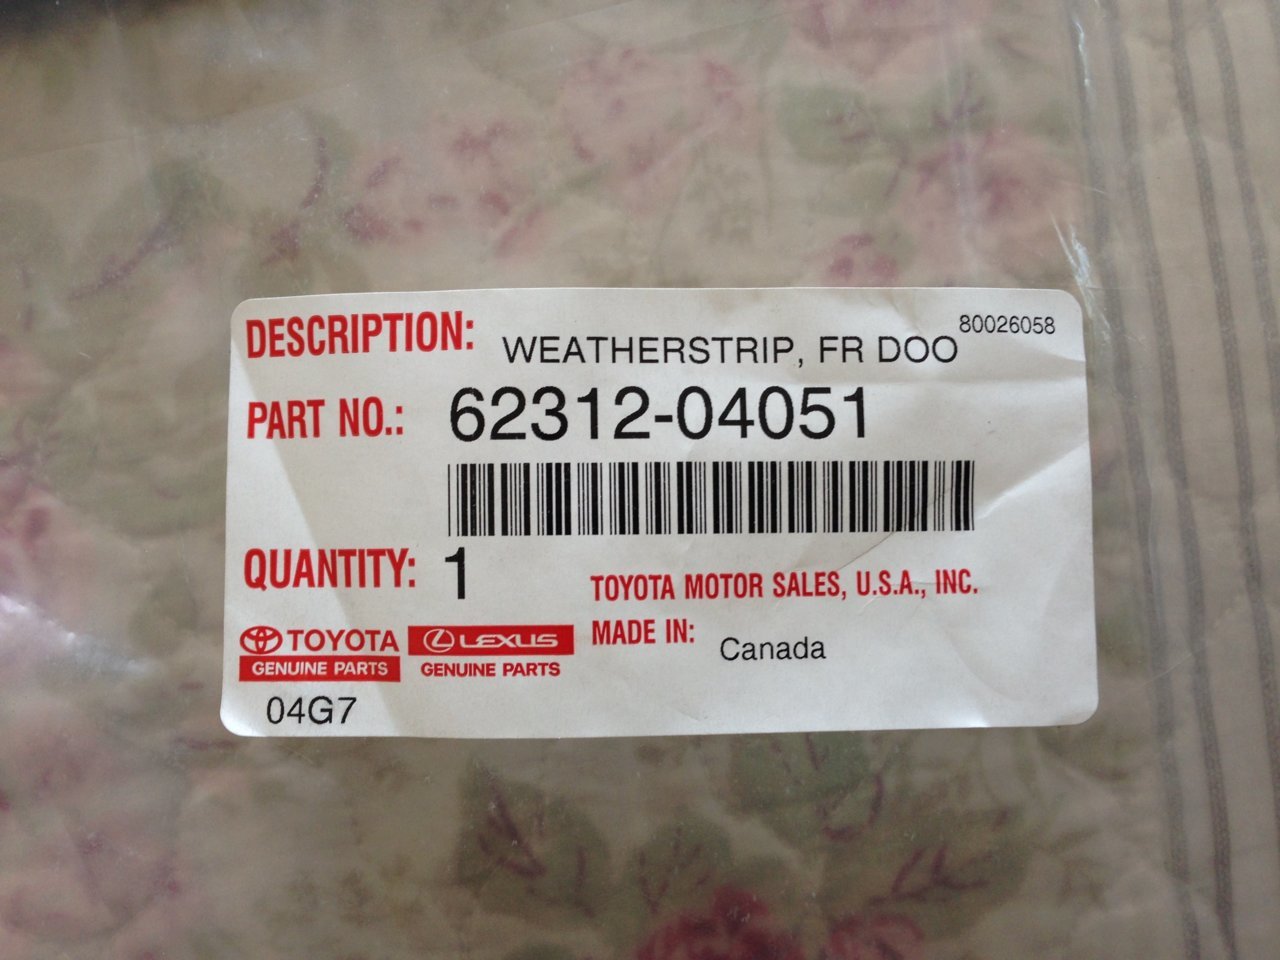 80026058
DESCRIPTION: WEATHERSTRIP, FR DOO
PART NO.: 62312-04051
QUANTITY: 1
TOYOTA MOTOR SALES, U.S.A., INC.
MADE IN: Canada
TOYOTA
GENUINE PARTS
LEXUS
GENUINE PARTS
04G7